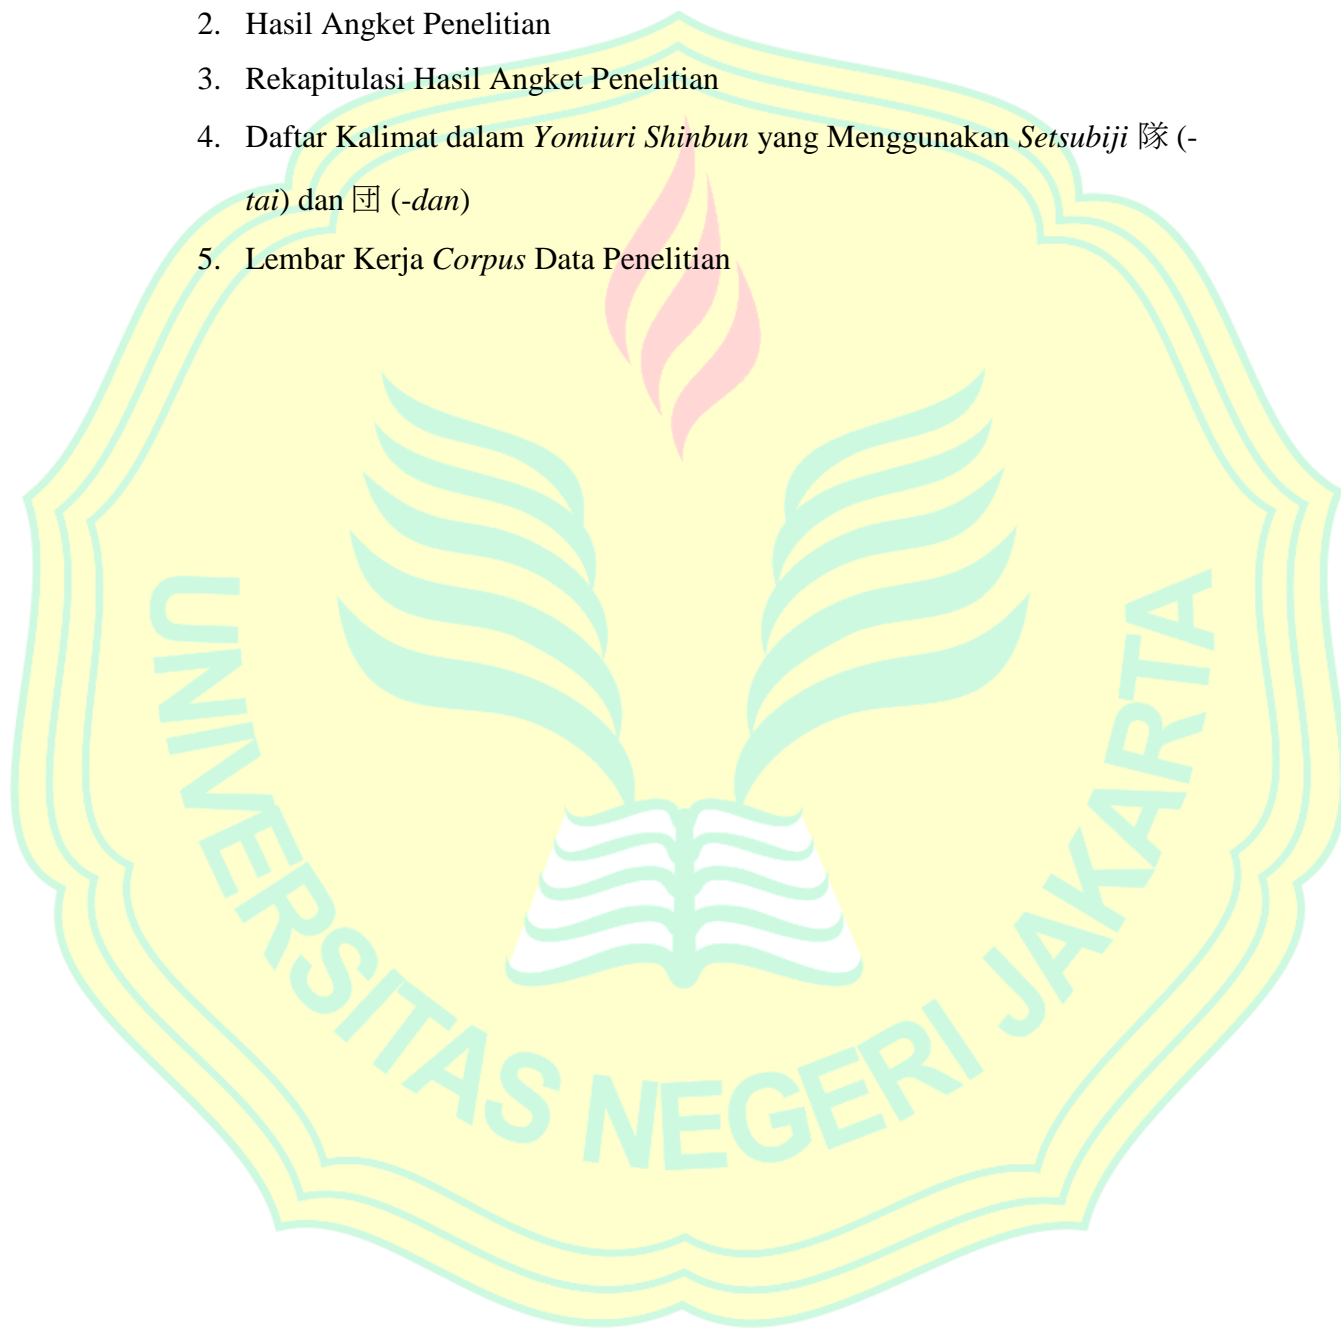 2. Hasil Angket Penelitian
3. Rekapitulasi Hasil Angket Penelitian
4. Daftar Kalimat dalam Yomiuri Shinbun yang Menggunakan Setsubiji 隊 (-
tai) dan 団 (-dan)
5. Lembar Kerja Corpus Data Penelitian
UNIVERSITAS NEGERI JAKARTA